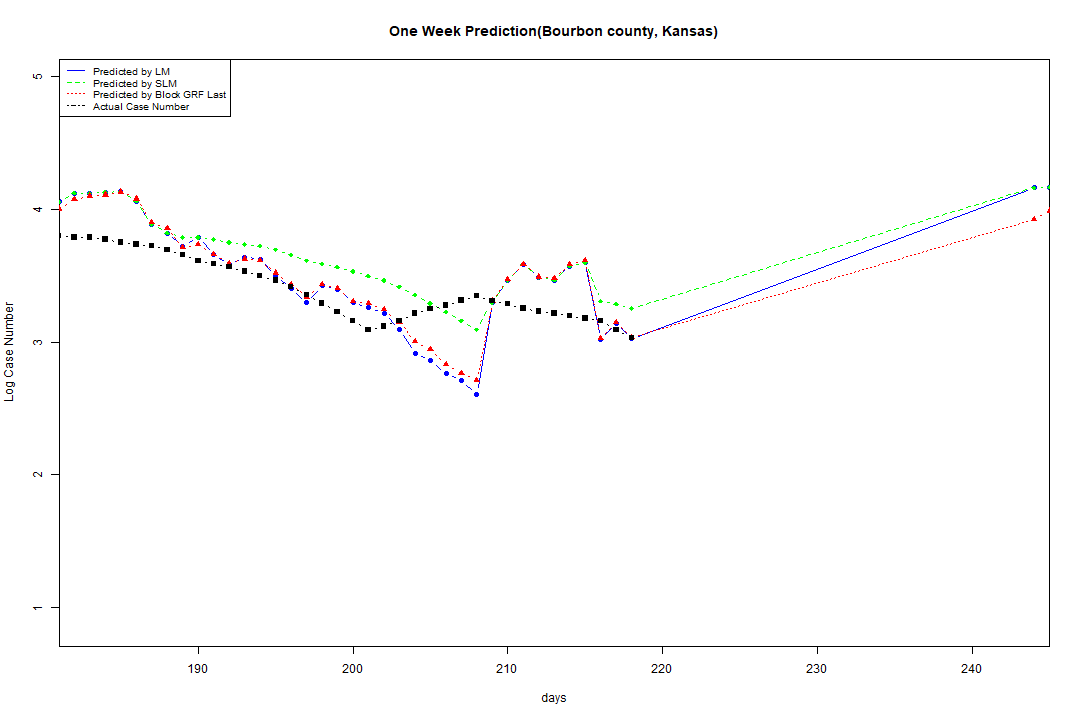 One Week Prediction(Bourbon county, Kansas)
Predicted by LM
Predicted by SLM
Predicted by Block GRF Last
Actual Case Number
5
4
3
2
1
Log Case Number
190 200 210 220 230 240
days